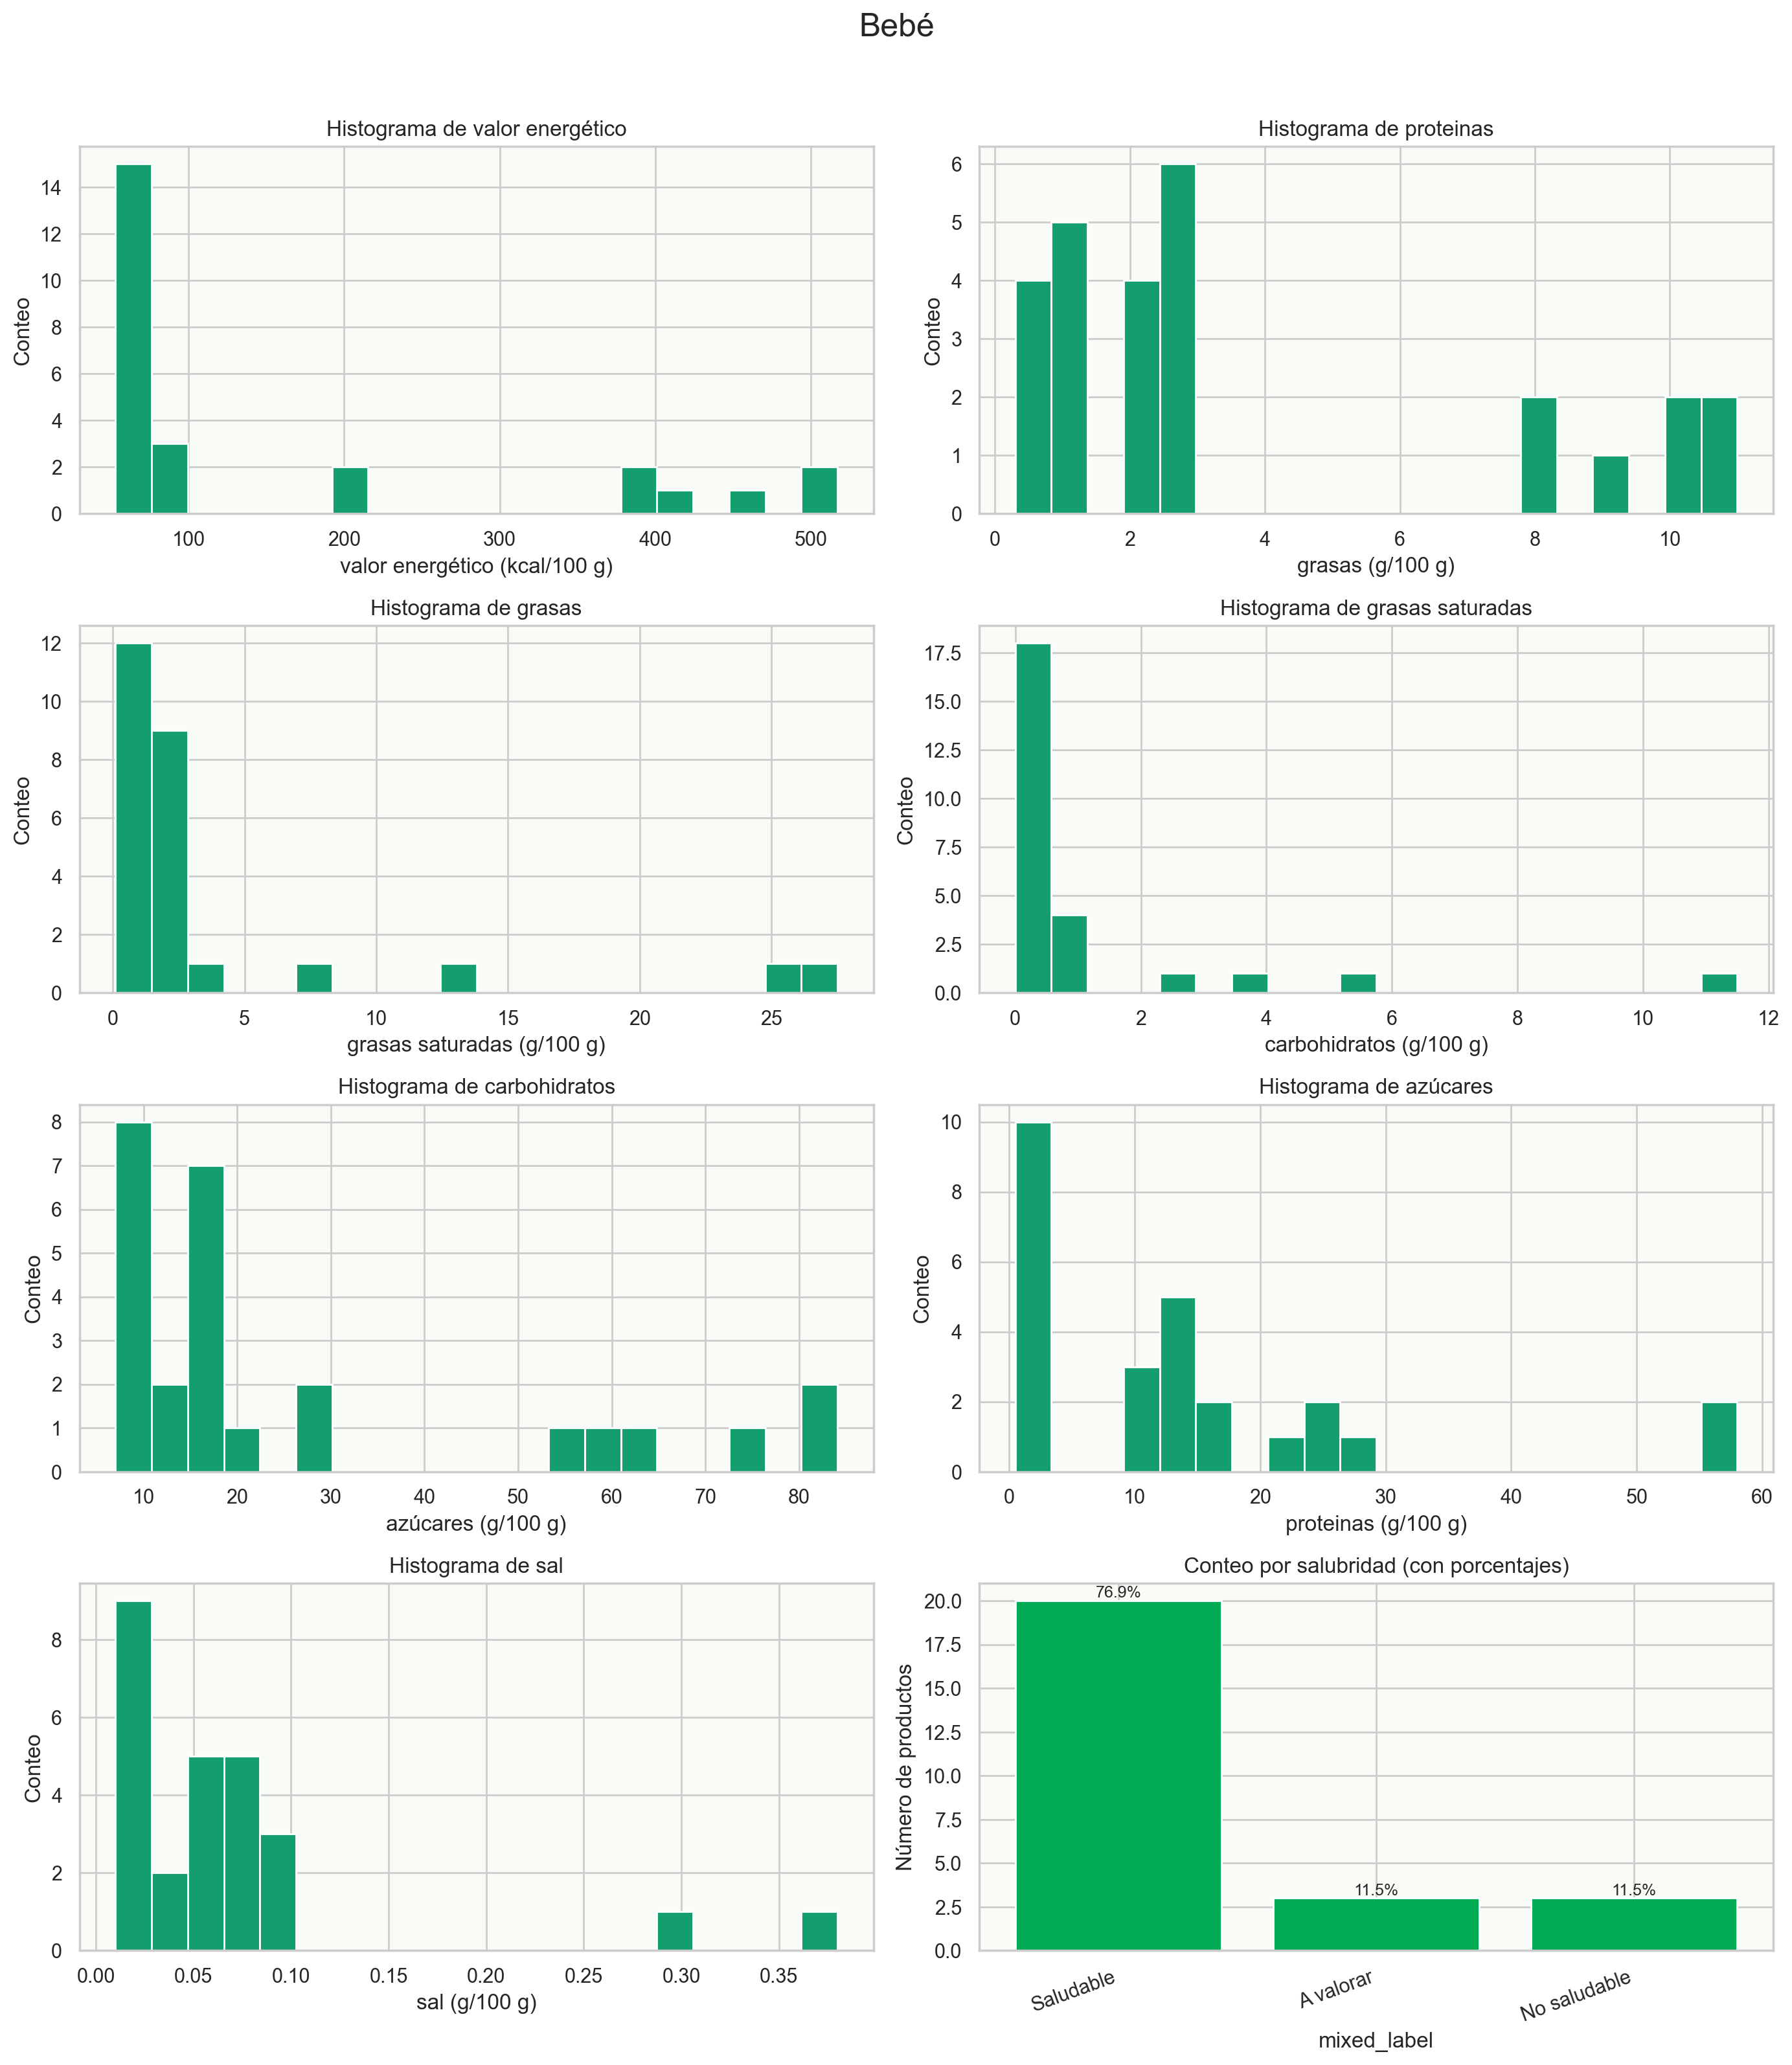 Bebé
Histograma de valor energético
Conteo
14
12
10
8
6
4
2
0
100 200 300 400 500
valor energético (kcal/100 g)
Histograma de proteinas
Conteo
6
5
4
3
2
1
0
0 2 4 6 8 10
grasas (g/100 g)
Histograma de grasas
Conteo
12
10
8
6
4
2
0
0 5 10 15 20 25
grasas saturadas (g/100 g)
Histograma de grasas saturadas
Conteo
17.5
15.0
12.5
10.0
7.5
5.0
2.5
0.0
0 2 4 6 8 10 12
carbohidratos (g/100 g)
Histograma de carbohidratos
Conteo
8
7
6
5
4
3
2
1
0
10 20 30 40 50 60 70 80
azúcares (g/100 g)
Histograma de azúcares
Conteo
10
8
6
4
2
0
0 10 20 30 40 50 60
proteinas (g/100 g)
Histograma de sal
Conteo
8
6
4
2
0
0.00 0.05 0.10 0.15 0.20 0.25 0.30 0.35
sal (g/100 g)
Conteo por salubridad (con porcentajes)
Número de productos
20.0
17.5
15.0
12.5
10.0
7.5
5.0
2.5
0.0
76.9%
11.5%
11.5%
Saludable
A valorar
No saludable
mixed_label